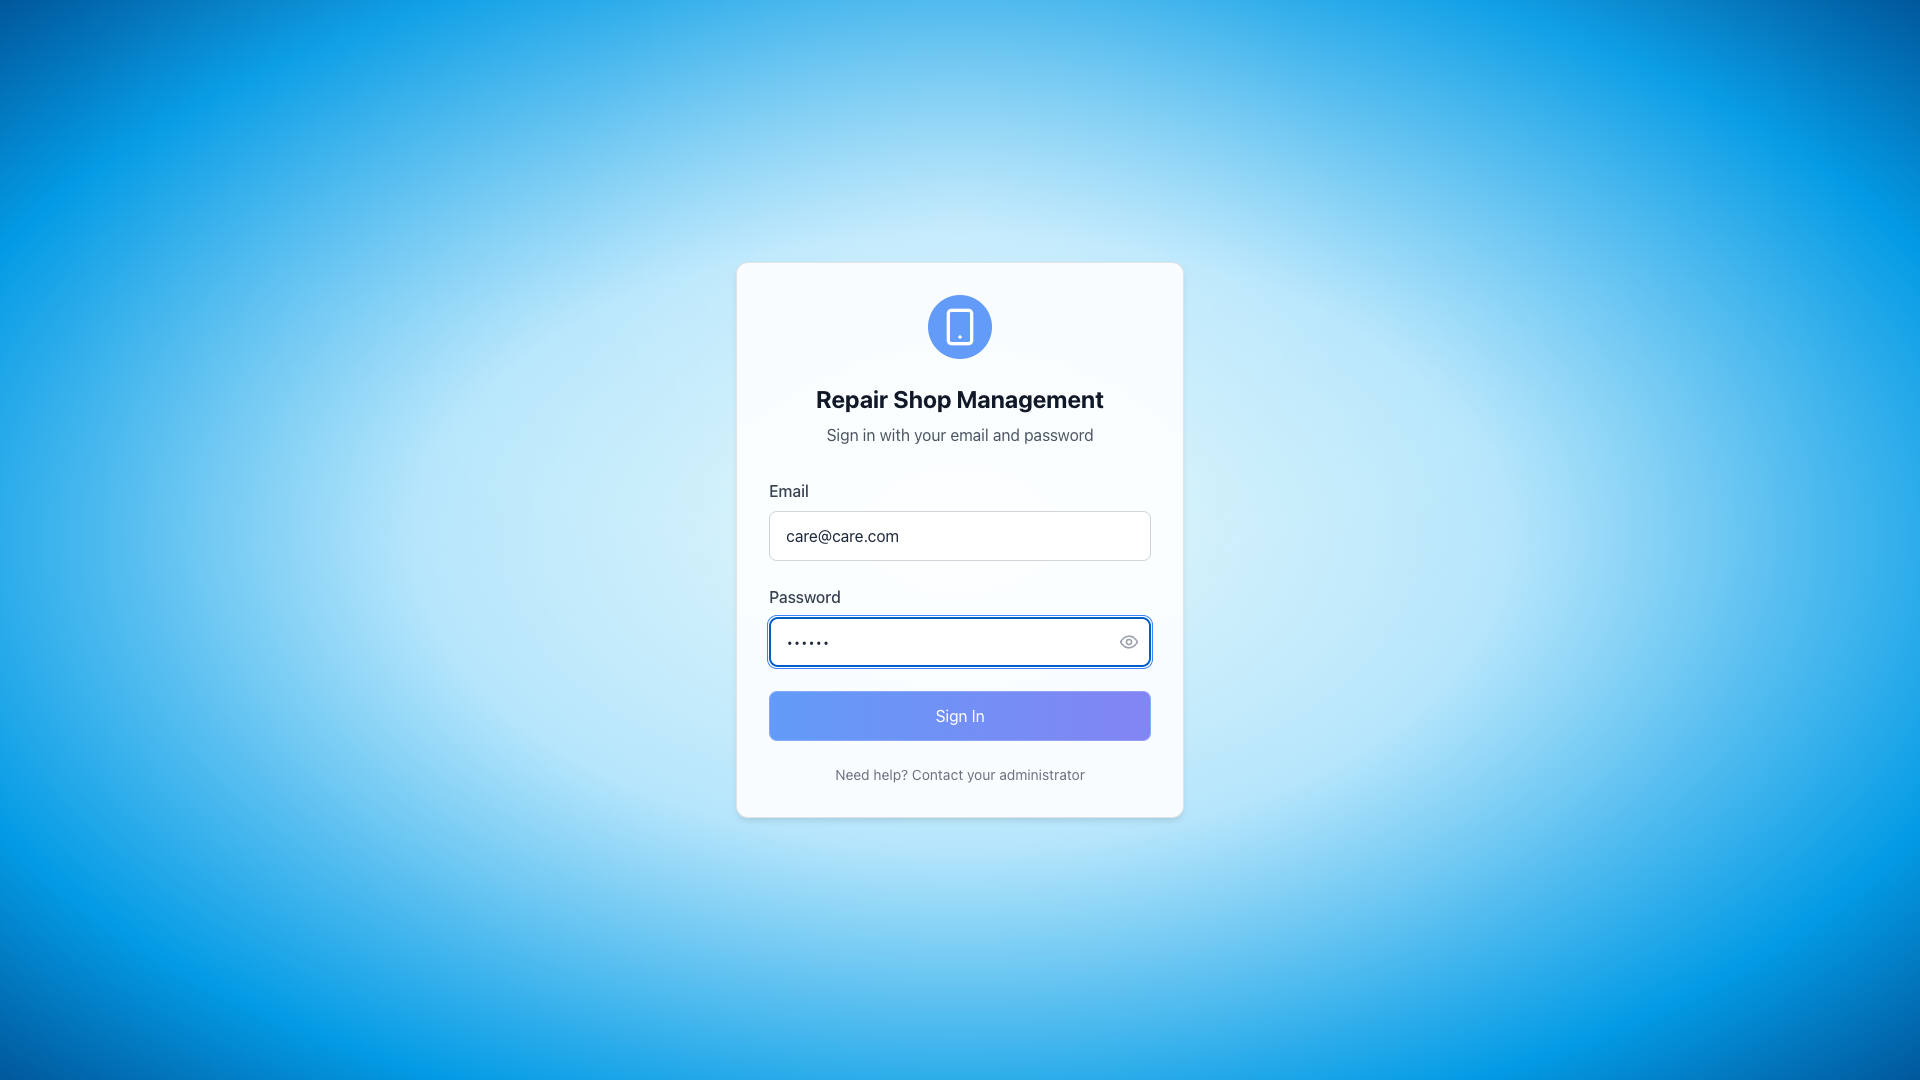 Repair Shop Management
Sign in with your email and password
Email
care@care.com
Password
••••••
Sign In
Need help? Contact your administrator